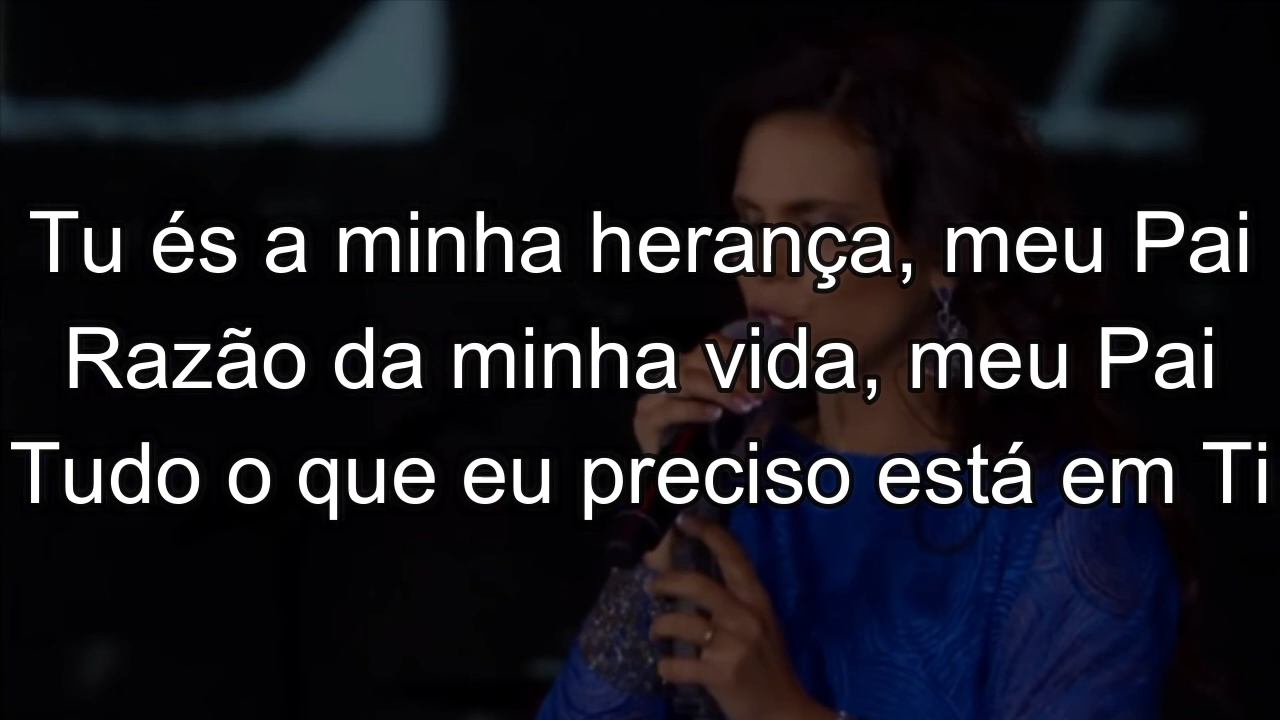 Tu és a minha herança, meu Pai
Razão da minha vida, meu Pai
Tudo o que eu preciso está em Ti